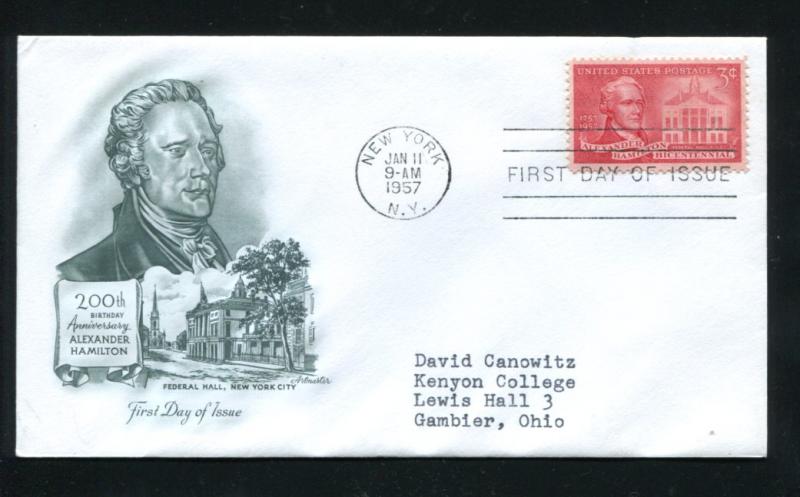 UNITED STATES POSTAGE 3¢
1757
1957
ALEXANDER
HAMILTON BICENTENNIAL
NEW YORK
JAN 11
9-AM
1957
N.Y.
FIRST DAY OF ISSUE
200th
BIRTHDAY
Anniversary
ALEXANDER
HAMILTON
FEDERAL HALL, NEW YORK CITY
Artmaster
First Day of Issue
David Canowitz
Kenyon College
Lewis Hall 3
Gambier, Ohio